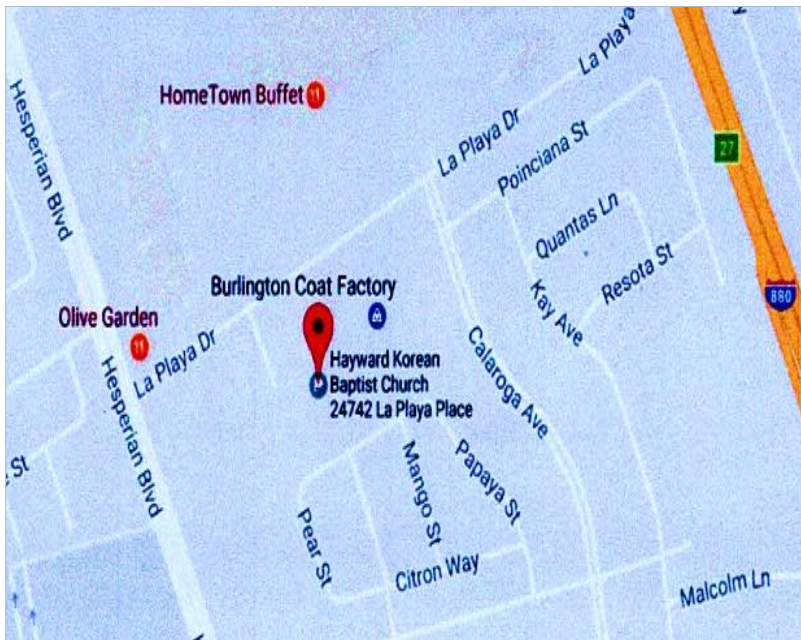 La Playa
Hesperian Blvd
HomeTown Buffet
La Playa Dr
Poinciana St
27
Quantas Ln
Resota St
880
Kay Ave
Burlington Coat Factory
Olive Garden
La Playa Dr
Hayward Korean
Baptist Church
24742 La Playa Place
Calaroga Ave
Hesperian Blvd
Mango St
Papaya St
Pear St
Citron Way
Malcolm Ln
St